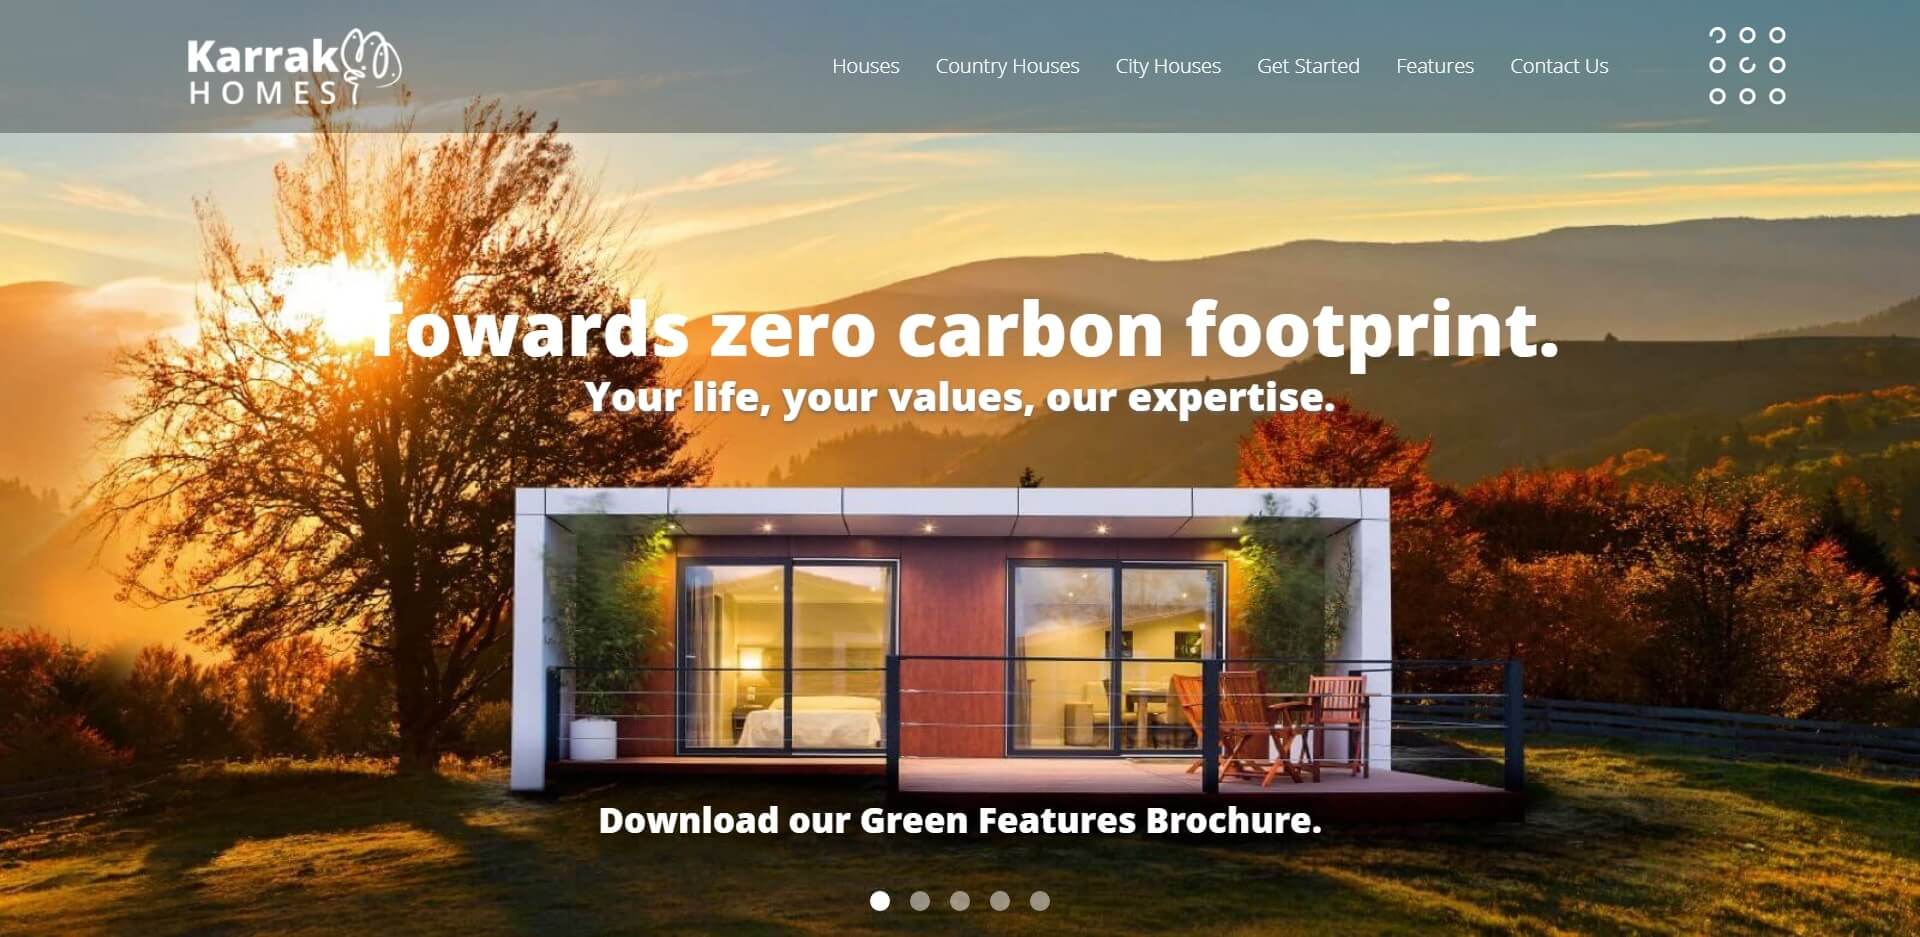 Karrak
HOMES
Houses
Country Houses
City Houses
Get Started
Features
Contact Us
Towards zero carbon footprint.
Your life, your values, our expertise.
Download our Green Features Brochure.